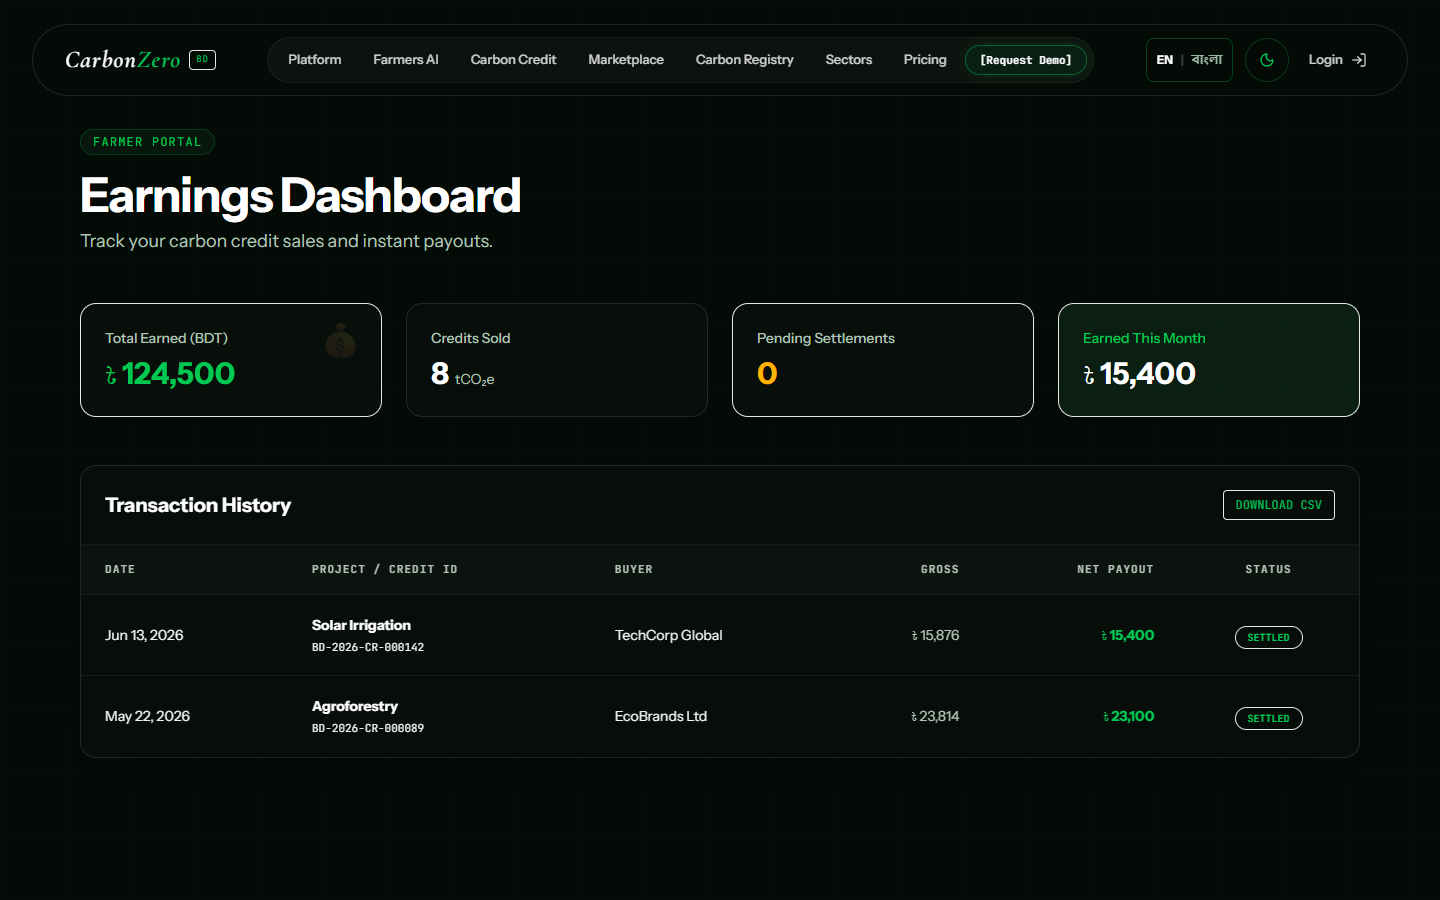 CarbonZero BD
Platform Farmers AI Carbon Credit Marketplace Carbon Registry Sectors Pricing [Request Demo]
EN | বাংলা
Login
FARMER PORTAL
Earnings Dashboard
Track your carbon credit sales and instant payouts.
Total Earned (BDT)
৳ 124,500
Credits Sold
8 tCO₂e
Pending Settlements
0
Earned This Month
৳ 15,400
Transaction History
DOWNLOAD CSV
DATE PROJECT / CREDIT ID BUYER GROSS NET PAYOUT STATUS
Jun 13, 2026 Solar Irrigation BD-2026-CR-000142 TechCorp Global ৳ 15,876 ৳ 15,400 SETTLED
May 22, 2026 Agroforestry BD-2026-CR-000089 EcoBrands Ltd ৳ 23,814 ৳ 23,100 SETTLED